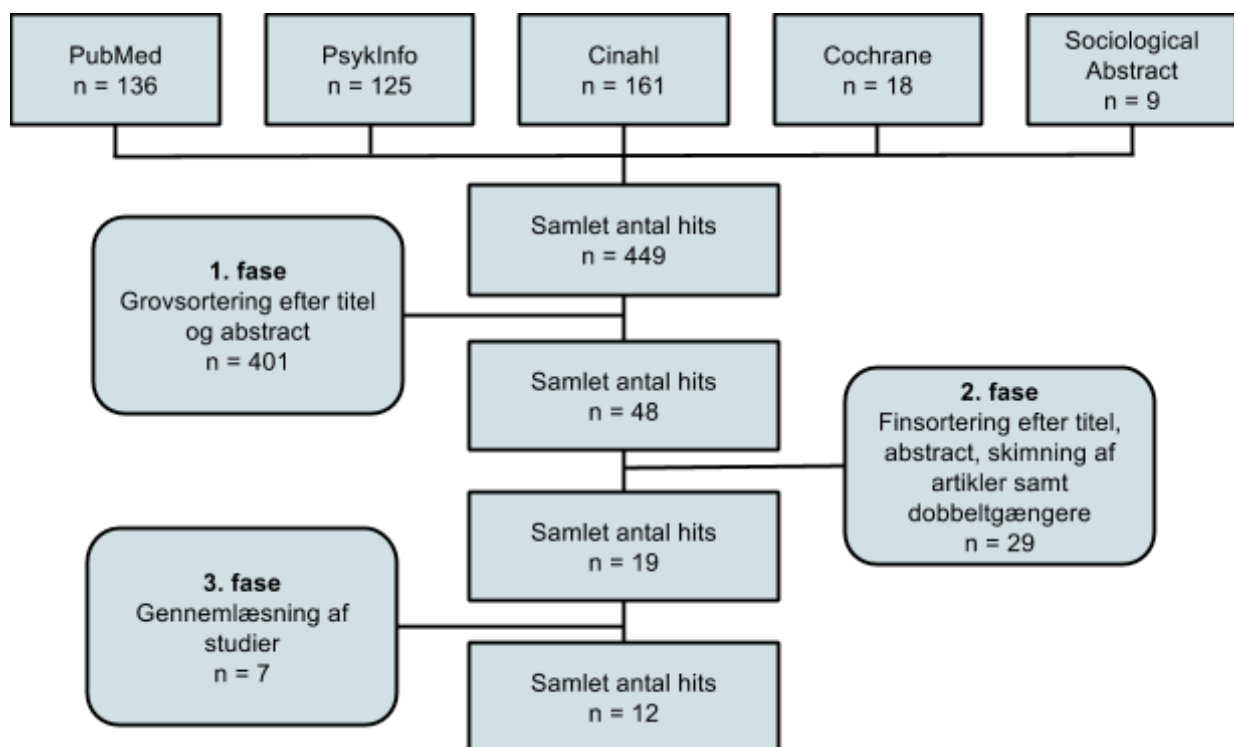 PubMed
n = 136
PsykInfo
n = 125
Cinahl
n = 161
Cochrane
n = 18
Sociological
Abstract
n = 9
Samlet antal hits
n = 449
1. fase
Grovsortering efter titel
og abstract
n = 401
Samlet antal hits
n = 48
2. fase
Finsortering efter titel,
abstract, skimning af
artikler samt
dobbeltgængere
n = 29
Samlet antal hits
n = 19
3. fase
Gennemlæsning af
studier
n = 7
Samlet antal hits
n = 12